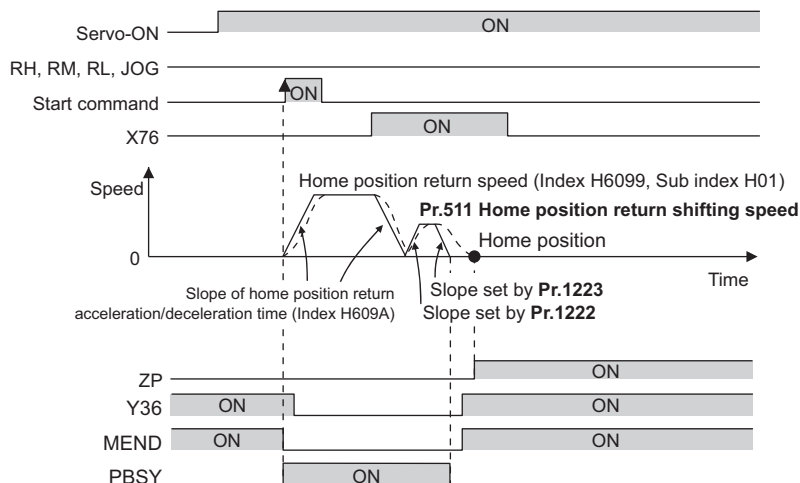 Servo-ON
ON
RH, RM, RL, JOG
Start command
ON
X76
ON
Speed
Home position return speed (Index H6099, Sub index H01)
Pr.511 Home position return shifting speed
Home position
0
Time
Slope of home position return
acceleration/deceleration time (Index H609A)
Slope set by Pr.1223
Slope set by Pr.1222
ZP
ON
Y36
ON
ON
MEND
ON
ON
PBSY
ON